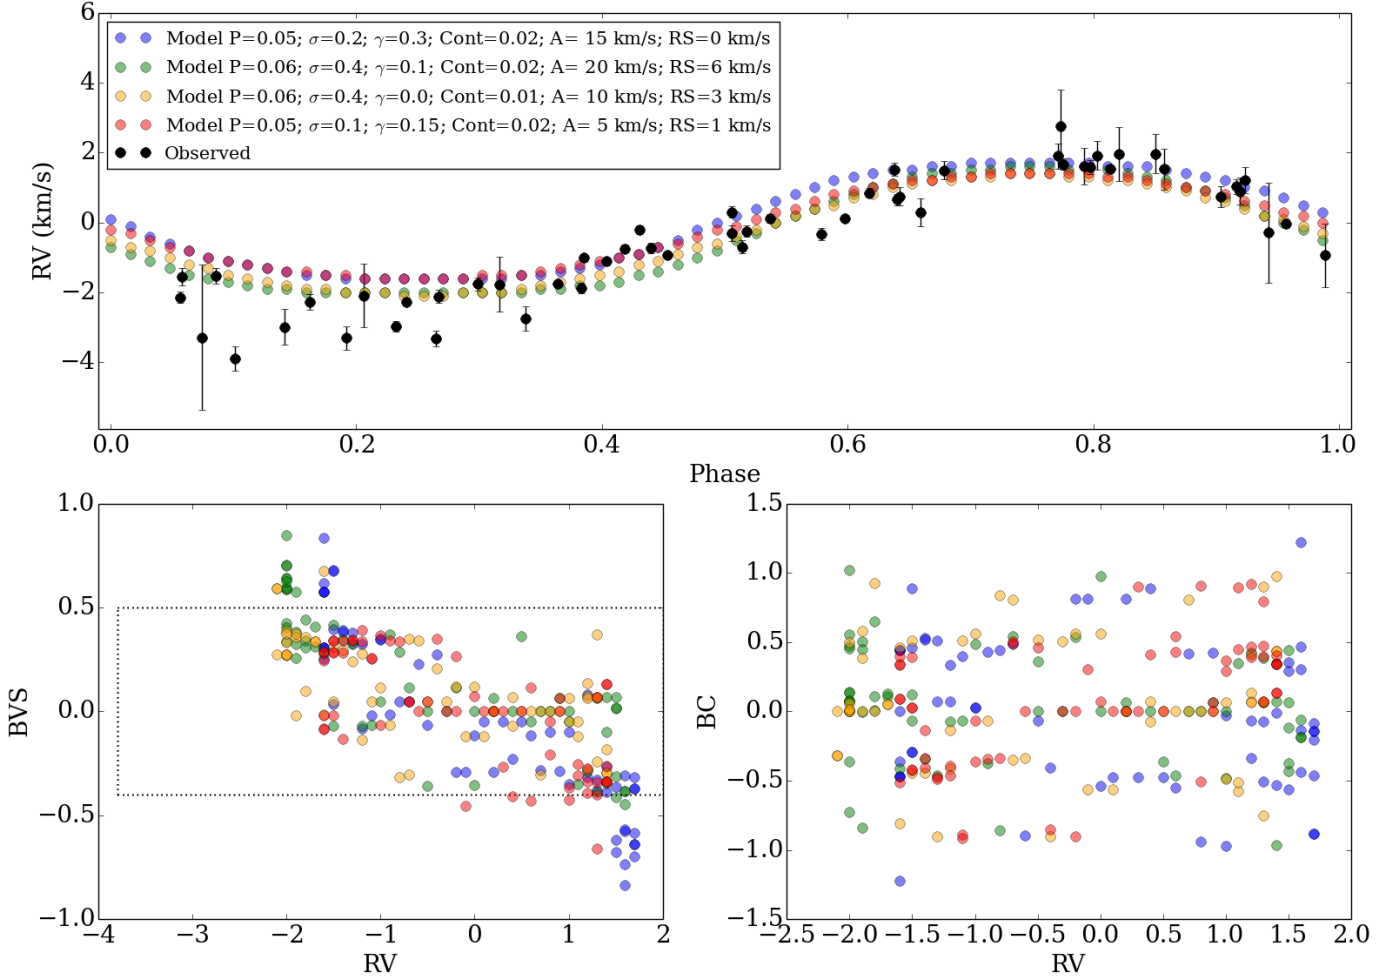 6
4
2
0
−2
−4
RV (km/s)
Model P=0.05; σ=0.2; γ=0.3; Cont=0.02; A= 15 km/s; RS=0 km/s
Model P=0.06; σ=0.4; γ=0.1; Cont=0.02; A= 20 km/s; RS=6 km/s
Model P=0.06; σ=0.4; γ=0.0; Cont=0.01; A= 10 km/s; RS=3 km/s
Model P=0.05; σ=0.1; γ=0.15; Cont=0.02; A= 5 km/s; RS=1 km/s
Observed
0.0 0.2 0.4 0.6 0.8 1.0
Phase
1.0
0.5
0.0
−0.5
−1.0
BVS
−4 −3 −2 −1 0 1 2
RV
1.5
1.0
0.5
0.0
−0.5
−1.0
−1.5
BC
−2.5 −2.0 −1.5 −1.0 −0.5 0.0 0.5 1.0 1.5 2.0
RV